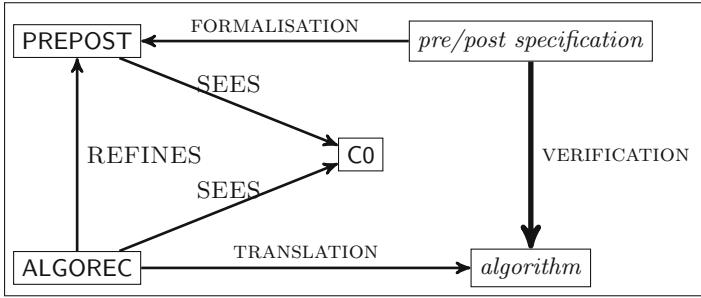 FORMALISATION
PREPOST
pre/post specification
SEES
C0
REFINES
VERIFICATION
SEES
TRANSLATION
ALGOREC
algorithm